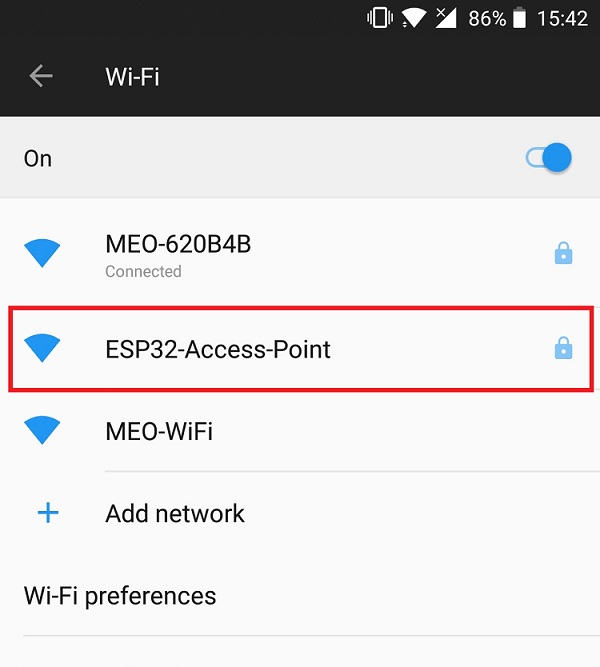 86% 15:42
Wi-Fi
On
MEO-620B4B
Connected
ESP32-Access-Point
MEO-WiFi
Add network
Wi-Fi preferences